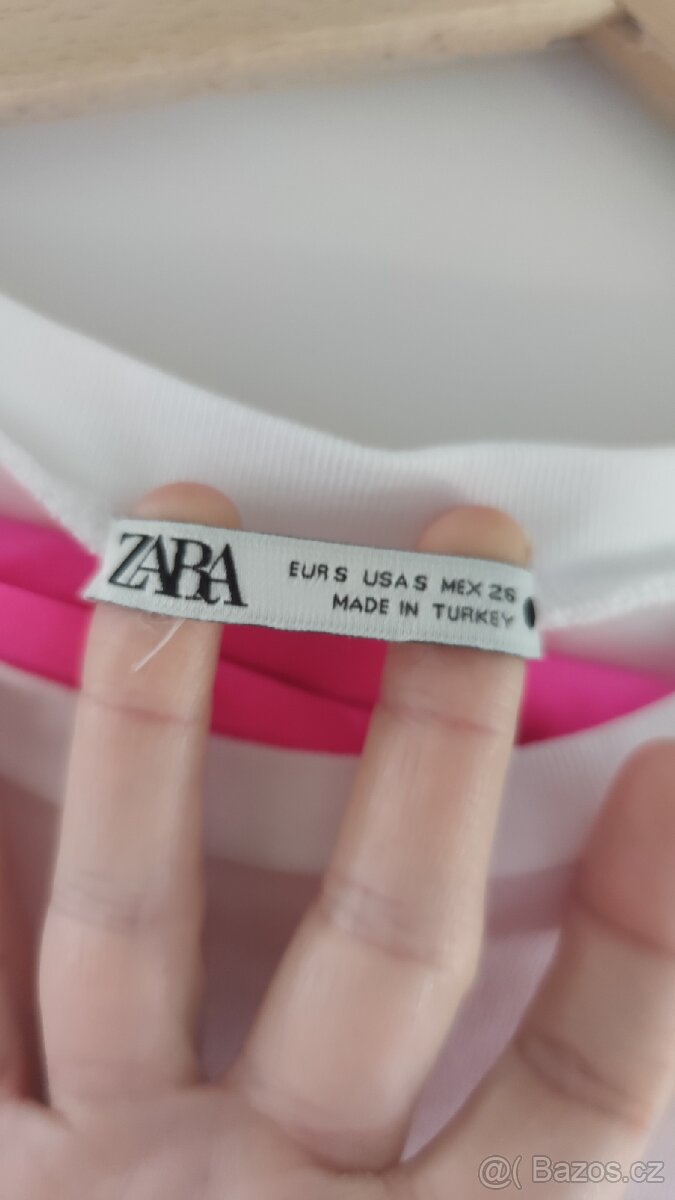 ZARA
EUR S USA S MEX 26
MADE IN TURKEY
@( Bazos.cz